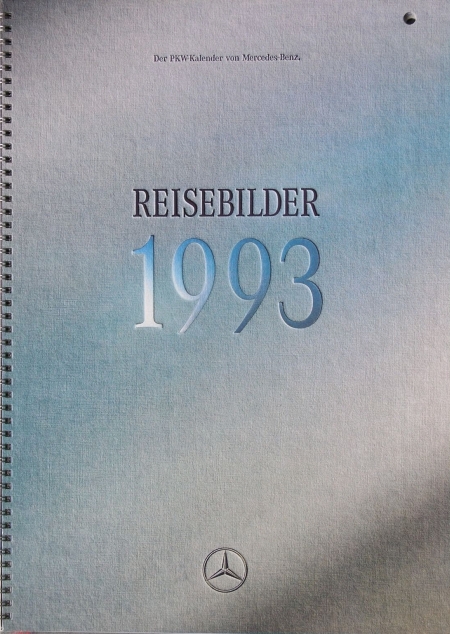 Der PKW-Kalender von Mercedes-Benz.
REISEBILDER
1993